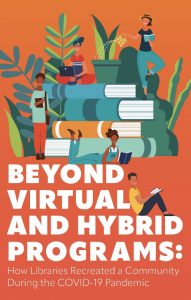 BEYOND
VIRTUAL
AND HYBRID
PROGRAMS:
How Libraries Recreated a Community
During the COVID-19 Pandemic